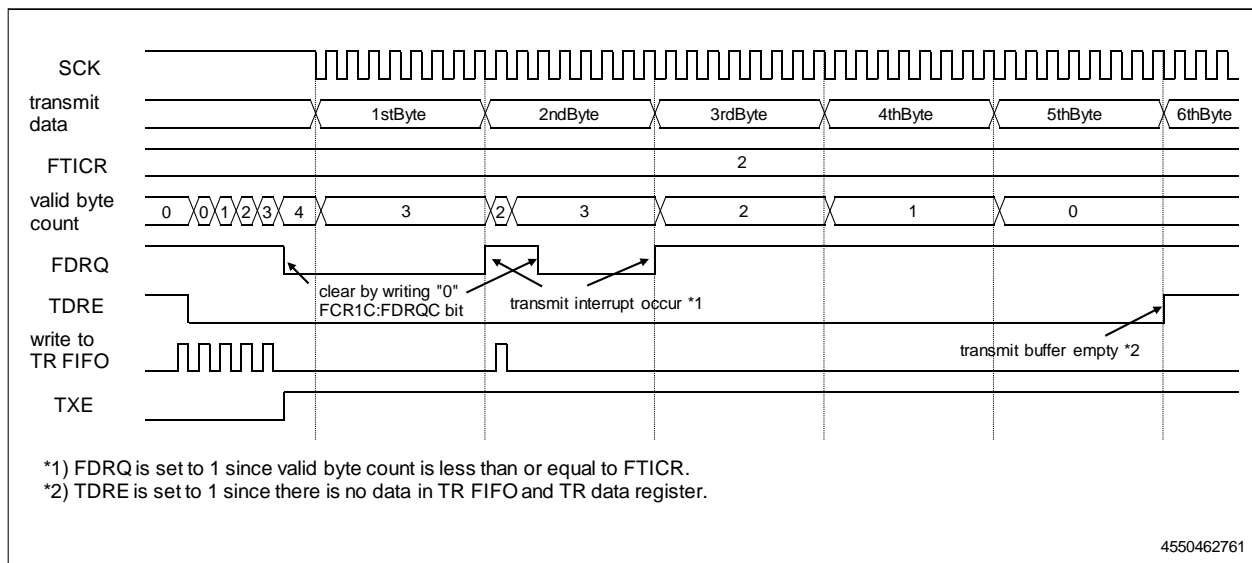 SCK
transmit
data
1stByte 2ndByte 3rdByte 4thByte 5thByte 6thByte
FTICR
2
valid byte
count
0 0 1 2 3 4 3 2 3 2 1 0
FDRQ
clear by writing "0"
FCR1C:FDRQC bit
transmit interrupt occur *1
TDRE
transmit buffer empty *2
write to
TR FIFO
TXE
*1) FDRQ is set to 1 since valid byte count is less than or equal to FTICR.
*2) TDRE is set to 1 since there is no data in TR FIFO and TR data register.
4550462761